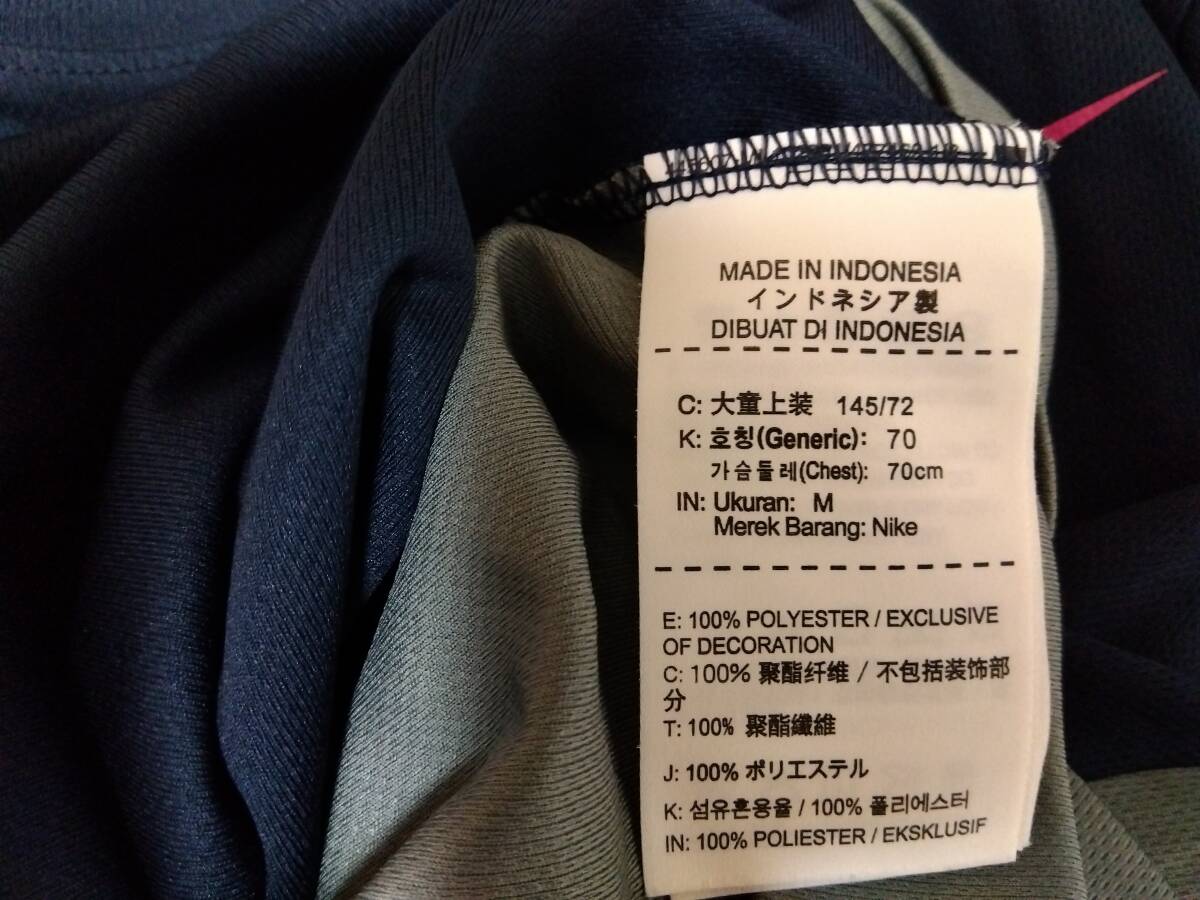 MADE IN INDONESIA
インドネシア製
DIBUAT DI INDONESIA
C: 大童上装 145/72
K: 호칭(Generic): 70
가슴둘레(Chest): 70cm
IN: Ukuran: M
Merek Barang: Nike
E: 100% POLYESTER / EXCLUSIVE
OF DECORATION
C: 100% 聚酯纤维 / 不包括装饰部
分
T: 100% 聚酯纖維
J: 100% ポリエステル
K: 섬유혼용율 / 100% 폴리에스터
IN: 100% POLIESTER / EKSKLUSIF